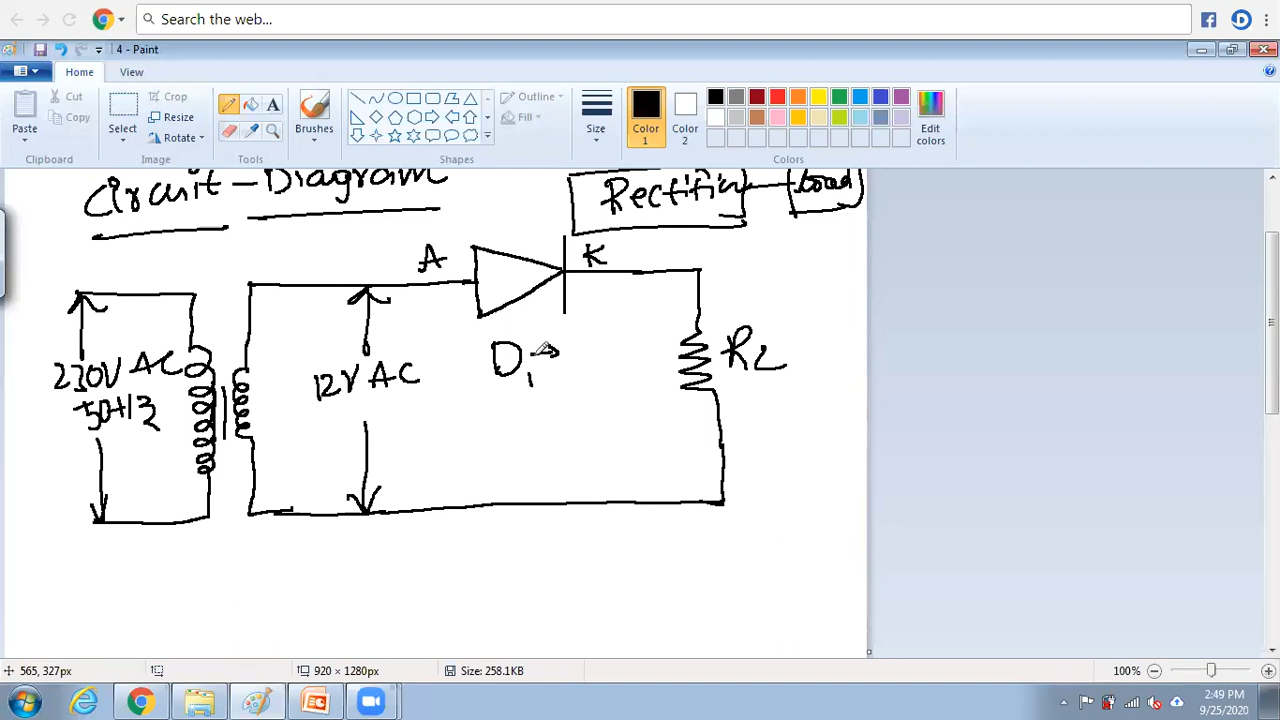 Search the web...
4 - Paint
Home View
Paste
Cut
Copy
Select
Crop
Resize
Rotate
Brushes
Outline
Fill
Size
Color 1
Color 2
Edit colors
Clipboard Image Tools Shapes Colors
Circuit-Diagram
Rectifier Load
A K
230V AC
50Hz
12V AC
D1
RL
565, 327px 920 × 1280px Size: 258.1KB 100%
2:49 PM
9/25/2020